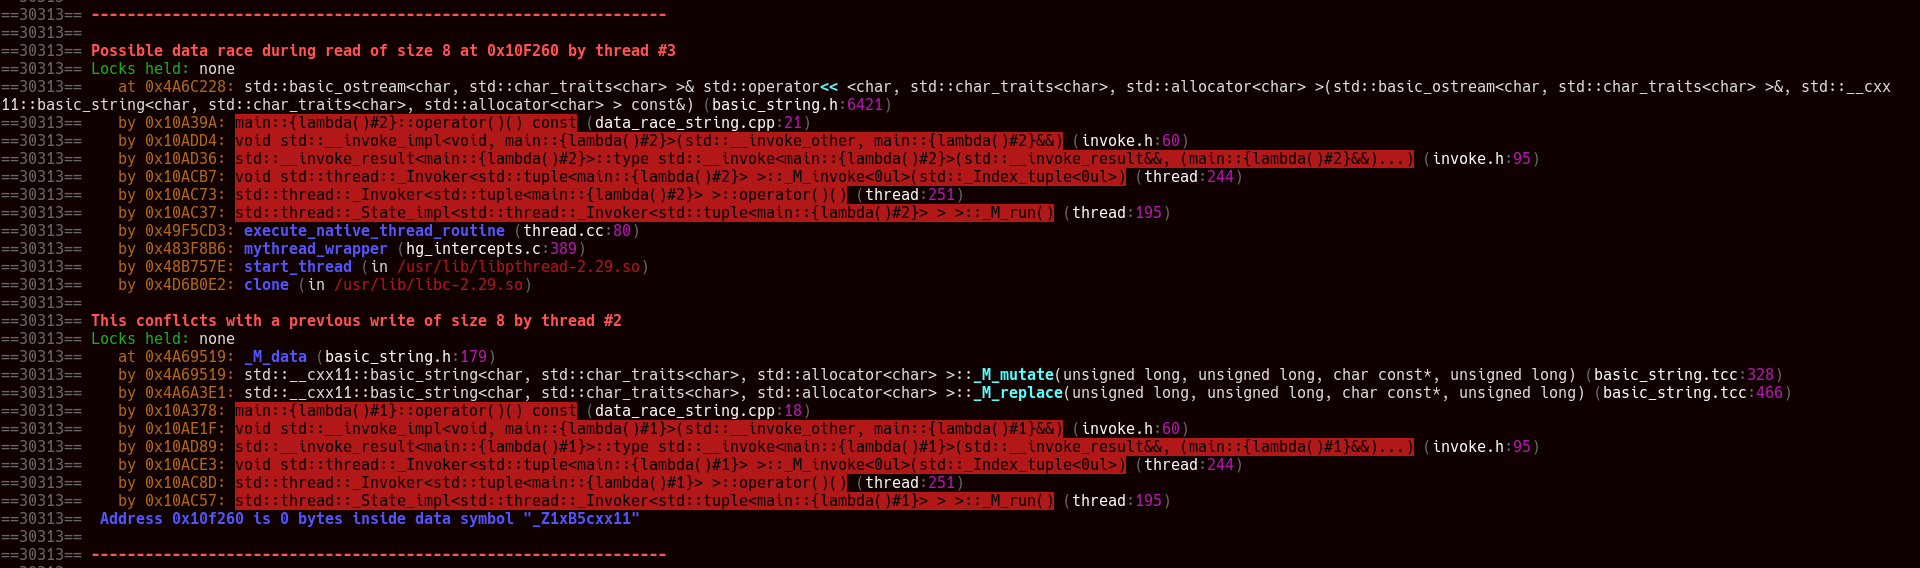 ==30313== ----------------------------------------------------------------
==30313==
==30313== Possible data race during read of size 8 at 0x10F260 by thread #3
==30313== Locks held: none
==30313==    at 0x4A6C228: std::basic_ostream<char, std::char_traits<char> >& std::operator<< <char, std::char_traits<char>, std::allocator<char> >(std::basic_ostream<char, std::char_traits<char> >&, std::__cxx
11::basic_string<char, std::char_traits<char>, std::allocator<char> > const&) (basic_string.h:6421)
==30313==    by 0x10A39A: main::{lambda()#2}::operator()() const (data_race_string.cpp:21)
==30313==    by 0x10ADD4: void std::__invoke_impl<void, main::{lambda()#2}>(std::__invoke_other, main::{lambda()#2}&&) (invoke.h:60)
==30313==    by 0x10AD36: std::__invoke_result<main::{lambda()#2}>::type std::__invoke<main::{lambda()#2}>(std::__invoke_result&&, (main::{lambda()#2}&&)...) (invoke.h:95)
==30313==    by 0x10ACB7: void std::thread::_Invoker<std::tuple<main::{lambda()#2}> >::_M_invoke<0ul>(std::_Index_tuple<0ul>) (thread:244)
==30313==    by 0x10AC73: std::thread::_Invoker<std::tuple<main::{lambda()#2}> >::operator()() (thread:251)
==30313==    by 0x10AC37: std::thread::_State_impl<std::thread::_Invoker<std::tuple<main::{lambda()#2}> > >::_M_run() (thread:195)
==30313==    by 0x49F5CD3: execute_native_thread_routine (thread.cc:80)
==30313==    by 0x483F8B6: mythread_wrapper (hg_intercepts.c:389)
==30313==    by 0x48B757E: start_thread (in /usr/lib/libpthread-2.29.so)
==30313==    by 0x4D6B0E2: clone (in /usr/lib/libc-2.29.so)
==30313==
==30313== This conflicts with a previous write of size 8 by thread #2
==30313== Locks held: none
==30313==    at 0x4A69519: _M_data (basic_string.h:179)
==30313==    by 0x4A69519: std::__cxx11::basic_string<char, std::char_traits<char>, std::allocator<char> >::_M_mutate(unsigned long, unsigned long, char const*, unsigned long) (basic_string.tcc:328)
==30313==    by 0x4A6A3E1: std::__cxx11::basic_string<char, std::char_traits<char>, std::allocator<char> >::_M_replace(unsigned long, unsigned long, char const*, unsigned long) (basic_string.tcc:466)
==30313==    by 0x10A378: main::{lambda()#1}::operator()() const (data_race_string.cpp:18)
==30313==    by 0x10AE1F: void std::__invoke_impl<void, main::{lambda()#1}>(std::__invoke_other, main::{lambda()#1}&&) (invoke.h:60)
==30313==    by 0x10AD89: std::__invoke_result<main::{lambda()#1}>::type std::__invoke<main::{lambda()#1}>(std::__invoke_result&&, (main::{lambda()#1}&&)...) (invoke.h:95)
==30313==    by 0x10ACE3: void std::thread::_Invoker<std::tuple<main::{lambda()#1}> >::_M_invoke<0ul>(std::_Index_tuple<0ul>) (thread:244)
==30313==    by 0x10AC8D: std::thread::_Invoker<std::tuple<main::{lambda()#1}> >::operator()() (thread:251)
==30313==    by 0x10AC57: std::thread::_State_impl<std::thread::_Invoker<std::tuple<main::{lambda()#1}> > >::_M_run() (thread:195)
==30313==  Address 0x10f260 is 0 bytes inside data symbol "_Z1xB5cxx11"
==30313==
==30313== ----------------------------------------------------------------